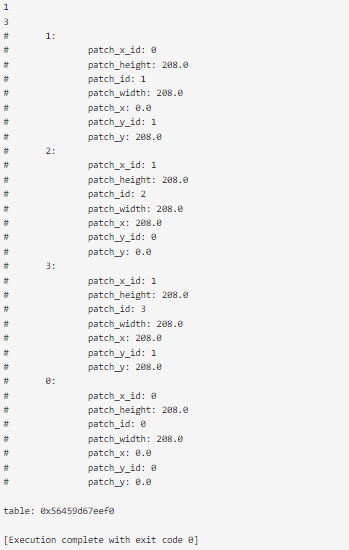 1
3
#	1:
#		patch_x_id: 0
#		patch_height: 208.0
#		patch_id: 1
#		patch_width: 208.0
#		patch_x: 0.0
#		patch_y_id: 1
#		patch_y: 208.0
#	2:
#		patch_x_id: 1
#		patch_height: 208.0
#		patch_id: 2
#		patch_width: 208.0
#		patch_x: 208.0
#		patch_y_id: 0
#		patch_y: 0.0
#	3:
#		patch_x_id: 1
#		patch_height: 208.0
#		patch_id: 3
#		patch_width: 208.0
#		patch_x: 208.0
#		patch_y_id: 1
#		patch_y: 208.0
#	0:
#		patch_x_id: 0
#		patch_height: 208.0
#		patch_id: 0
#		patch_width: 208.0
#		patch_x: 0.0
#		patch_y_id: 0
#		patch_y: 0.0
table: 0x56459d67eef0
[Execution complete with exit code 0]